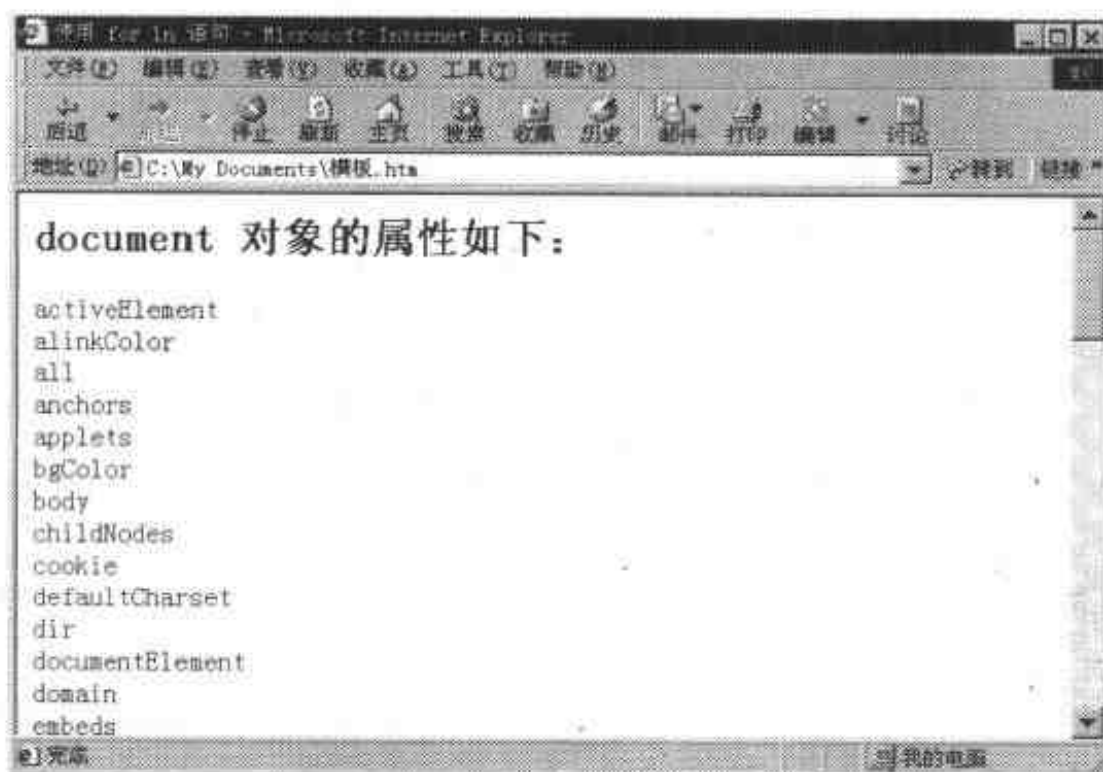 使用 for in 语句 - Microsoft Internet Explorer
文件(F) 编辑(E) 查看(V) 收藏(A) 工具(T) 帮助(H)
后退 前进 停止 刷新 主页 搜索 收藏 历史 邮件 打印 编辑 讨论
地址(D) C:\My Documents\模板.htm 转到 链接 »
document 对象的属性如下：
activeElement
alinkColor
all
anchors
applets
bgColor
body
childNodes
cookie
defaultCharset
dir
documentElement
domain
embeds
完成 我的电脑